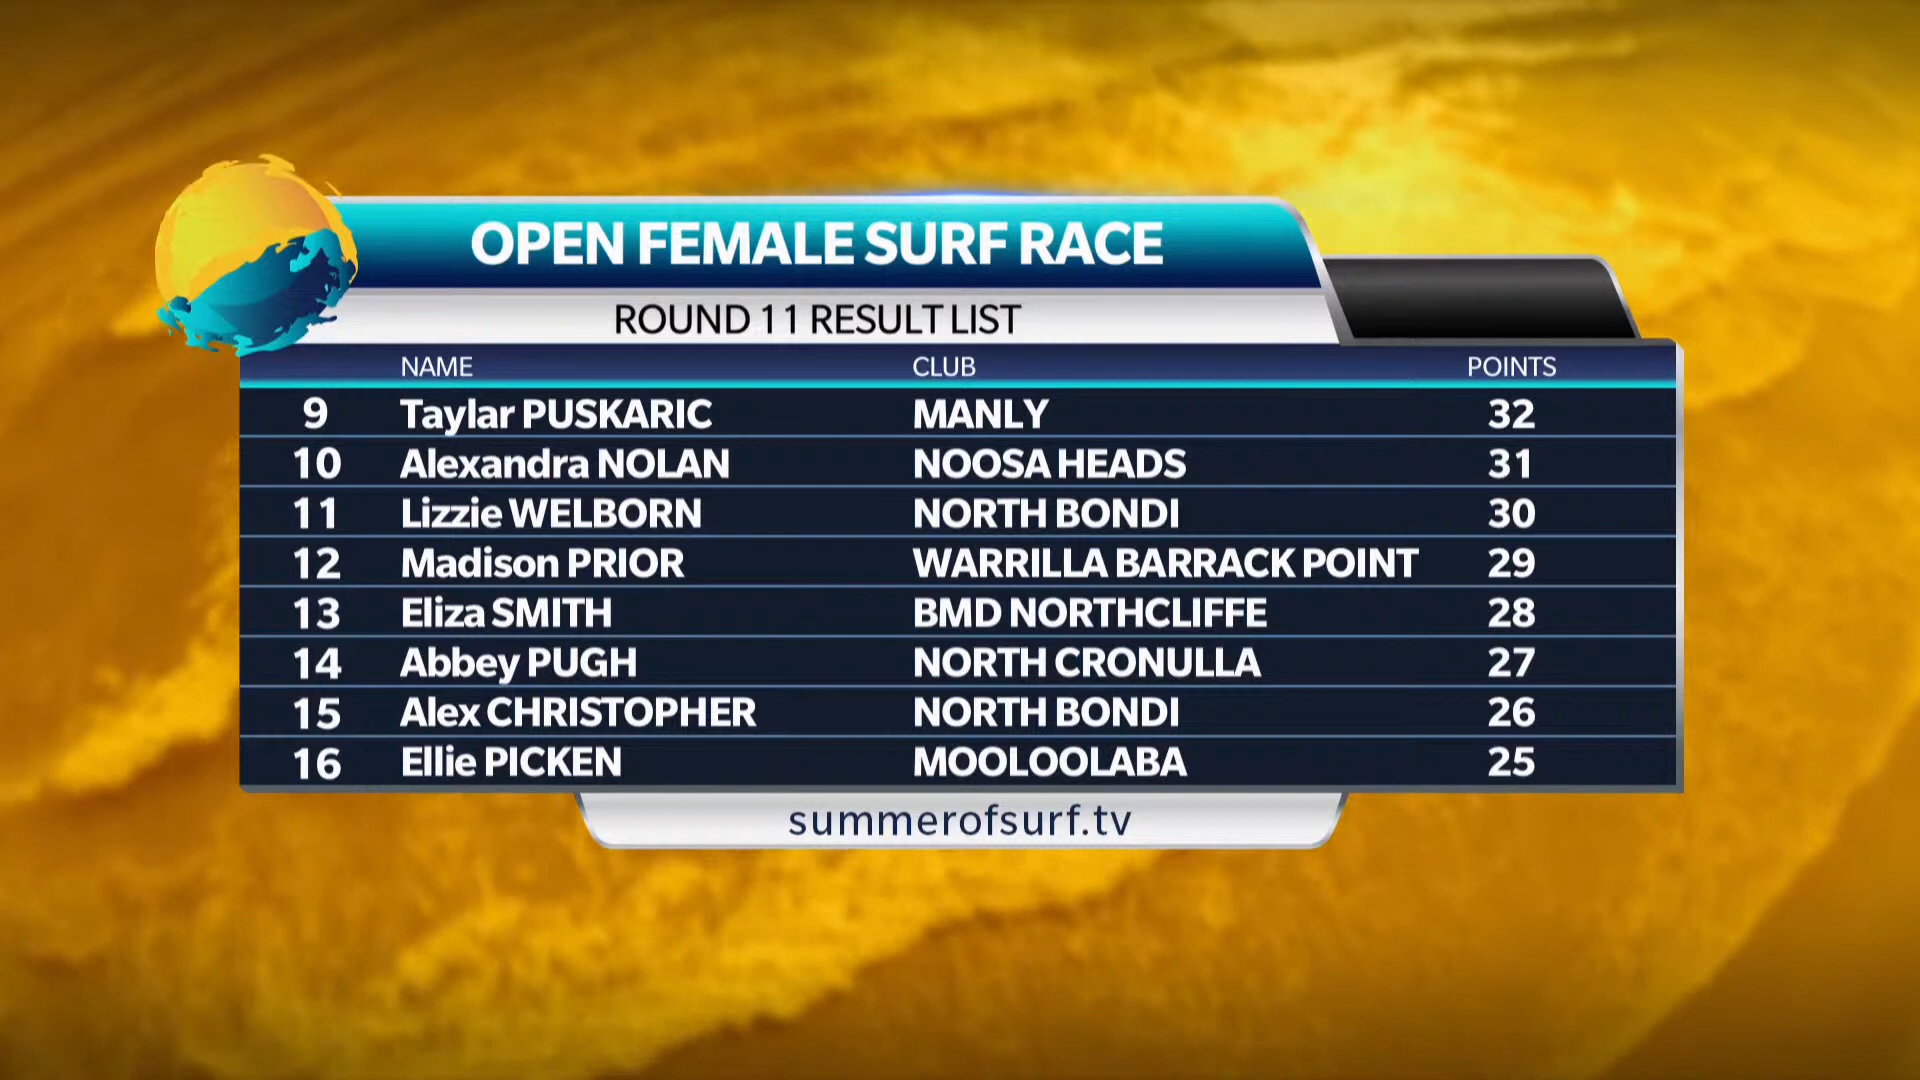 OPEN FEMALE SURF RACE
ROUND 11 RESULT LIST
NAME CLUB POINTS
9 Taylar PUSKARIC MANLY 32
10 Alexandra NOLAN NOOSA HEADS 31
11 Lizzie WELBORN NORTH BONDI 30
12 Madison PRIOR WARRILLA BARRACK POINT 29
13 Eliza SMITH BMD NORTHCLIFFE 28
14 Abbey PUGH NORTH CRONULLA 27
15 Alex CHRISTOPHER NORTH BONDI 26
16 Ellie PICKEN MOOLOOLABA 25
summerofsurf.tv